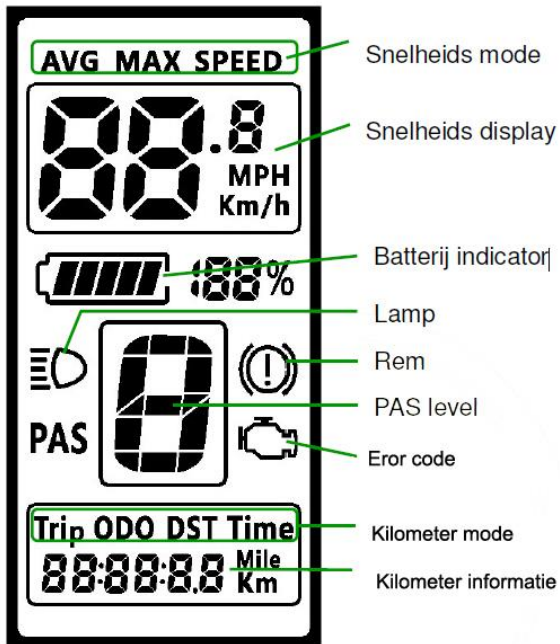 AVG MAX SPEED
Snelheids mode
88.8
MPH
Km/h
Snelheids display
188%
Batterij indicator
Lamp
Rem
PAS
8
PAS level
Eror code
Trip ODO DST Time
Kilometer mode
88:88:8.8
Mile
Km
Kilometer informatie